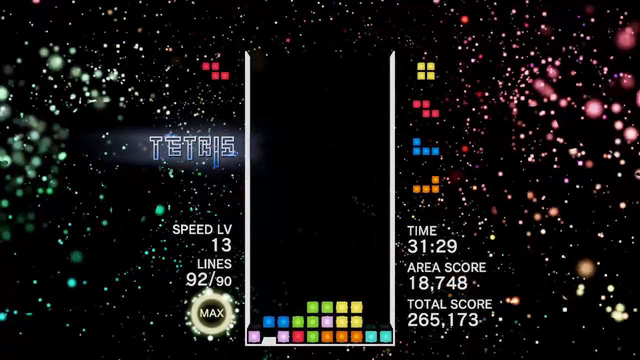 TETRIS
SPEED LV
13
LINES
92/90
MAX
TIME
31:29
AREA SCORE
18,748
TOTAL SCORE
265,173